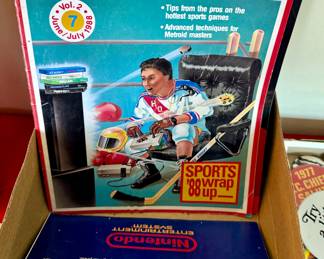 Vol. 2
7
June/July 1988
• Tips from the pros on the
hottest sports games
• Advanced techniques for
Metroid masters
SPORTS
'88 wrap
up
Nintendo
ENTERTAINMENT
SYSTEM
1977
Try